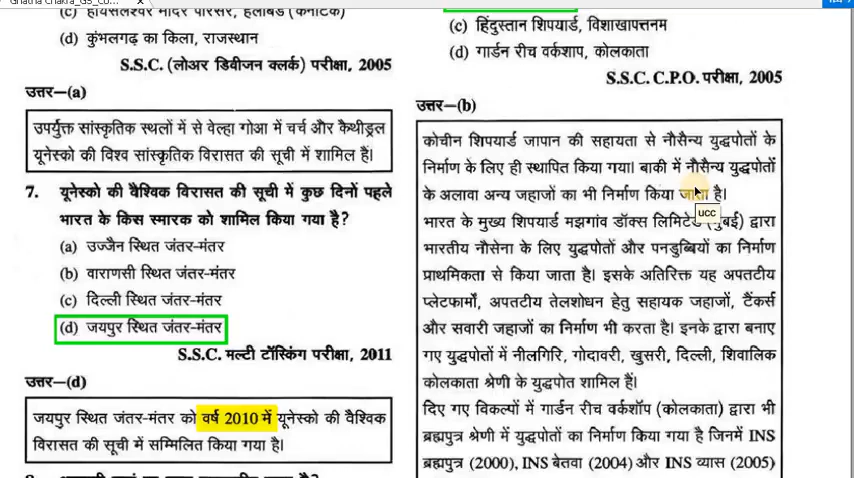 Ghatna Chakra_GS_Cu...
(c) होयसलेश्वर मंदिर परिसर, हलेबिड (कर्नाटक)
(d) कुंभलगढ़ का किला, राजस्थान
S.S.C. (लोअर डिवीजन क्लर्क) परीक्षा, 2005
उत्तर—(a)
उपर्युक्त सांस्कृतिक स्थलों में से वेल्हा गोआ में चर्च और कैथीड्रल
यूनेस्को की विश्व सांस्कृतिक विरासत की सूची में शामिल हैं।
7. यूनेस्को की वैश्विक विरासत की सूची में कुछ दिनों पहले
भारत के किस स्मारक को शामिल किया गया है?
(a) उज्जैन स्थित जंतर-मंतर
(b) वाराणसी स्थित जंतर-मंतर
(c) दिल्ली स्थित जंतर-मंतर
(d) जयपुर स्थित जंतर-मंतर
S.S.C. मल्टी टॉस्किंग परीक्षा, 2011
उत्तर—(d)
जयपुर स्थित जंतर-मंतर को वर्ष 2010 में यूनेस्को की वैश्विक
विरासत की सूची में सम्मिलित किया गया है।
(c) हिंदुस्तान शिपयार्ड, विशाखापत्तनम
(d) गार्डन रीच वर्कशाप, कोलकाता
S.S.C. C.P.O. परीक्षा, 2005
उत्तर—(b)
कोचीन शिपयार्ड जापान की सहायता से नौसैन्य युद्धपोतों के
निर्माण के लिए ही स्थापित किया गया। बाकी में नौसैन्य युद्धपोतों
के अलावा अन्य जहाजों का भी निर्माण किया जाता है।
ucc
भारत के मुख्य शिपयार्ड मझगांव डॉक्स लिमिटेड (मुंबई) द्वारा
भारतीय नौसेना के लिए युद्धपोतों और पनडुब्बियों का निर्माण
प्राथमिकता से किया जाता है। इसके अतिरिक्त यह अपतटीय
प्लेटफार्मो, अपतटीय तेलशोधन हेतु सहायक जहाजों, टैंकर्स
और सवारी जहाजों का निर्माण भी करता है। इनके द्वारा बनाए
गए युद्धपोतों में नीलगिरि, गोदावरी, खुसरी, दिल्ली, शिवालिक
कोलकाता श्रेणी के युद्धपोत शामिल हैं।
दिए गए विकल्पों में गार्डन रीच वर्कशॉप (कोलकाता) द्वारा भी
ब्रह्मपुत्र श्रेणी में युद्धपोतों का निर्माण किया गया है जिनमें INS
ब्रह्मपुत्र (2000), INS बेतवा (2004) और INS व्यास (2005)